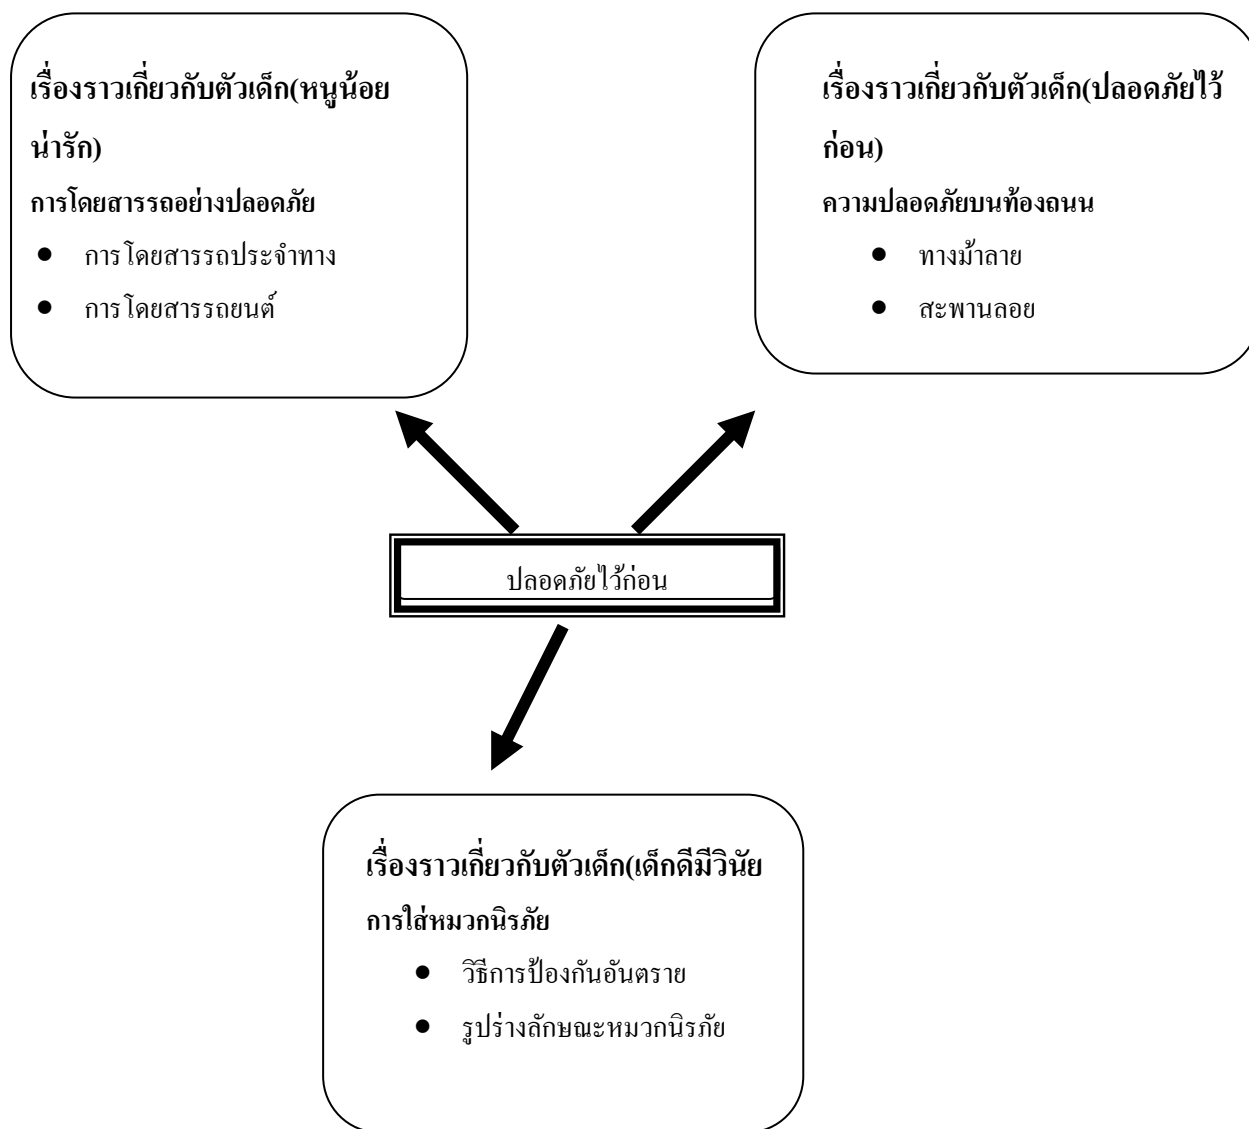 เรื่องราวเกี่ยวกับตัวเด็ก(หนูน้อย
น่ารัก)
การโดยสารรถอย่างปลอดภัย
● การโดยสารรถประจำทาง
● การโดยสารรถยนต์
เรื่องราวเกี่ยวกับตัวเด็ก(ปลอดภัยไว้
ก่อน)
ความปลอดภัยบนท้องถนน
● ทางม้าลาย
● สะพานลอย
ปลอดภัยไว้ก่อน
เรื่องราวเกี่ยวกับตัวเด็ก(เด็กดีมีวินัย
การใส่หมวกนิรภัย
● วิธีการป้องกันอันตราย
● รูปร่างลักษณะหมวกนิรภัย